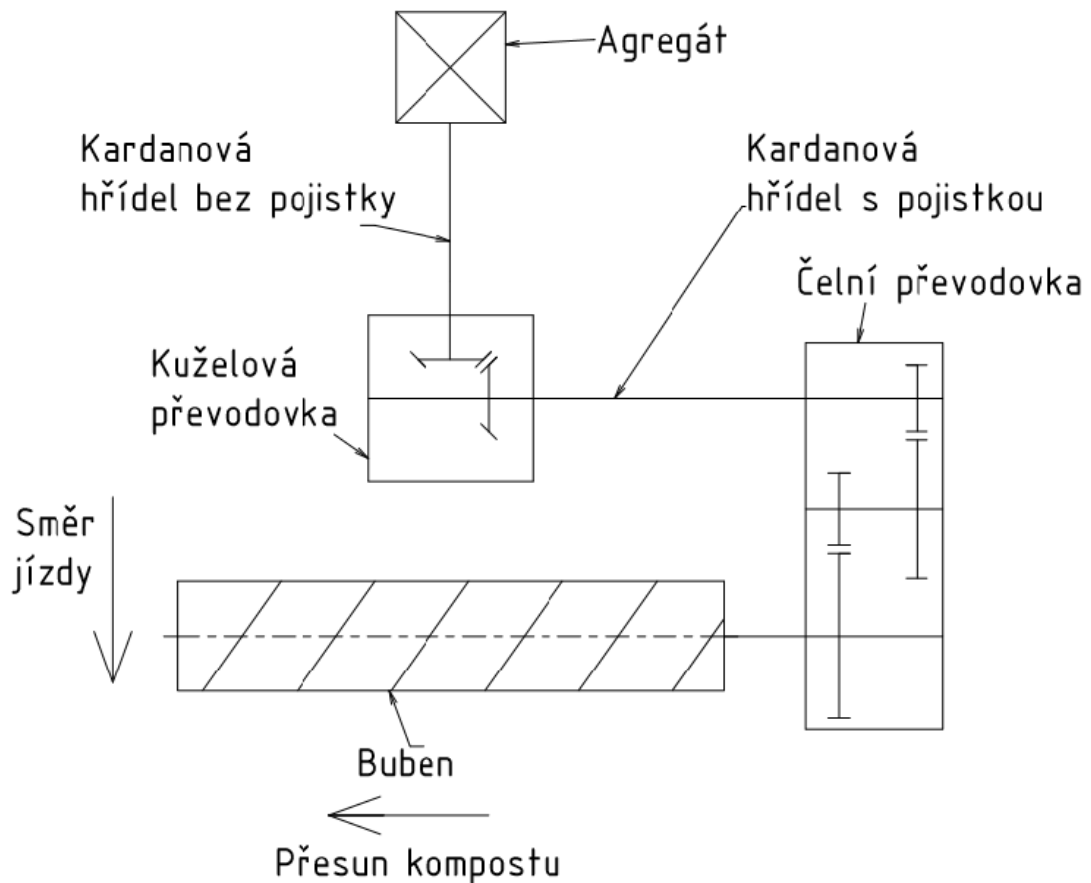 Agregát
Kardanová
hřídel bez pojistky
Kardanová
hřídel s pojistkou
Čelní převodovka
Kuželová
převodovka
Směr
jízdy
Buben
Přesun kompostu